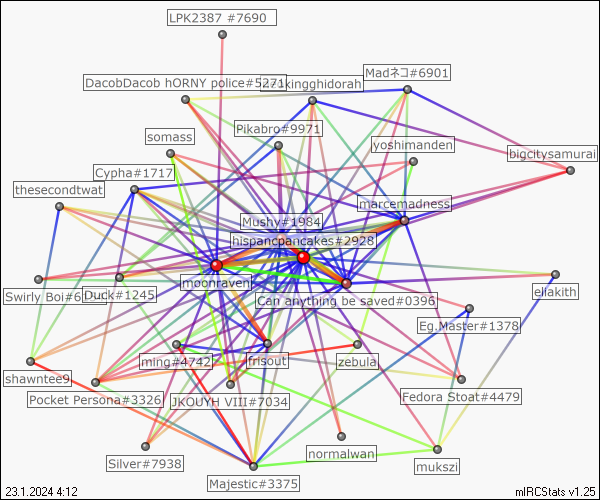 LPK2387 #7690
DacobDacob hORNY police#5271
kingghidorah
Madネコ#6901
somass
Pikabro#9971
yoshimanden
bigcitysamurai
Cypha#1717
thesecondtwat
marcemadness
Mushy#1984
hispancpancakes#2928
moonraven
Swirly Boi#6
Duck#1245
Can anything be saved#0396
ellakith
Eg.Master#1378
ming#4742
frisout
zebula
shawntee9
Pocket Persona#3326
JKOUYH VIII#7034
Fedora Stoat#4479
Silver#7938
normalwan
mukszi
Majestic#3375
23.1.2024 4:12
mIRCStats v1.25